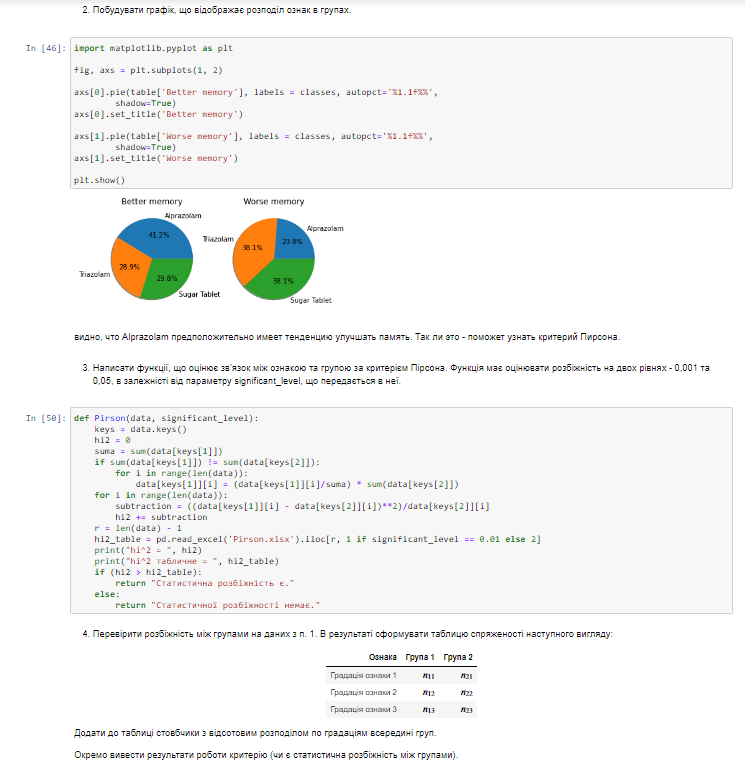 2. Побудувати графік, що відображає розподіл ознак в групах.
In [46]: import matplotlib.pyplot as plt
fig, axs = plt.subplots(1, 2)
axs[0].pie(table['Better memory'], labels = classes, autopct='%1.1f%%',
shadow=True)
axs[0].set_title('Better memory')
axs[1].pie(table['Worse memory'], labels = classes, autopct='%1.1f%%',
shadow=True)
axs[1].set_title('Worse memory')
plt.show()
Better memory Worse memory
Alprazolam
41.2%
Triazolam
28.9%
29.8%
Sugar Tablet
Alprazolam
23.8%
Triazolam
38.1%
38.1%
Sugar Tablet
видно, что Alprazolam предположительно имеет тенденцию улучшать память. Так ли это - поможет узнать критерий Пирсона.
3. Написати функції, що оцінює зв'язок між ознакою та групою за критерієм Пірсона. Функція має оцінювати розбіжність на двох рівнях - 0,001 та
0,05, в залежністі від параметру significant_level, що передається в неї.
In [50]: def Pirson(data, significant_level):
keys = data.keys()
hi2 = 0
suma = sum(data[keys[1]])
if sum(data[keys[1]]) != sum(data[keys[2]]):
for i in range(len(data)):
data[keys[1]][i] = (data[keys[1]][i]/suma) * sum(data[keys[2]])
for i in range(len(data)):
subtraction = ((data[keys[1]][i] - data[keys[2]][i])**2)/data[keys[2]][i]
hi2 += subtraction
r = len(data) - 1
hi2_table = pd.read_excel('Pirson.xlsx').iloc[r, 1 if significant_level == 0.01 else 2]
print("hi^2 = ", hi2)
print("hi^2 табличне = ", hi2_table)
if (hi2 > hi2_table):
return "Статистична розбіжність є."
else:
return "Статистичної розбіжності немає."
4. Перевірити розбіжність між групами на даних з п. 1. В результаті сформувати таблицю спряженості наступного вигляду:
Ознака Група 1 Група 2
Градація ознаки 1 n11 n21
Градація ознаки 2 n12 n22
Градація ознаки 3 n13 n23
Додати до таблиці стовбчики з відсотовим розподілом по градаціям всередині груп.
Окремо вивести результати роботи критерію (чи є статистична розбіжність між групами).